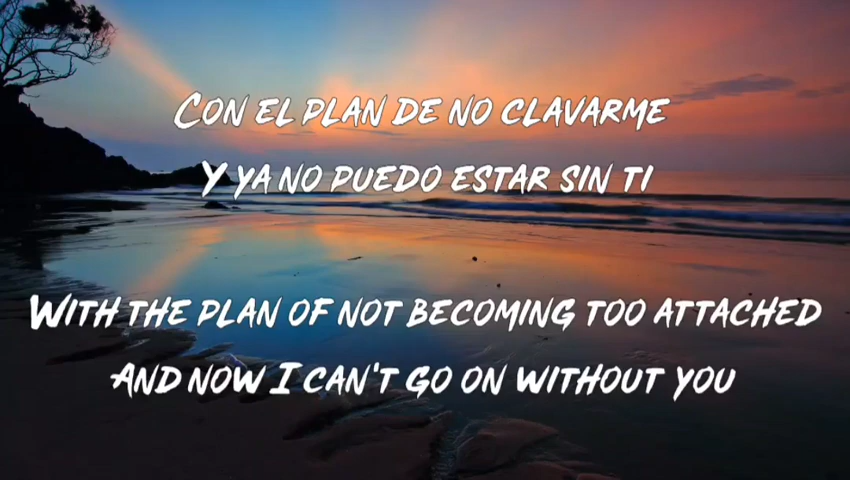 Con el plan de no clavarme
Y ya no puedo estar sin ti
With the plan of not becoming too attached
And now I can't go on without you